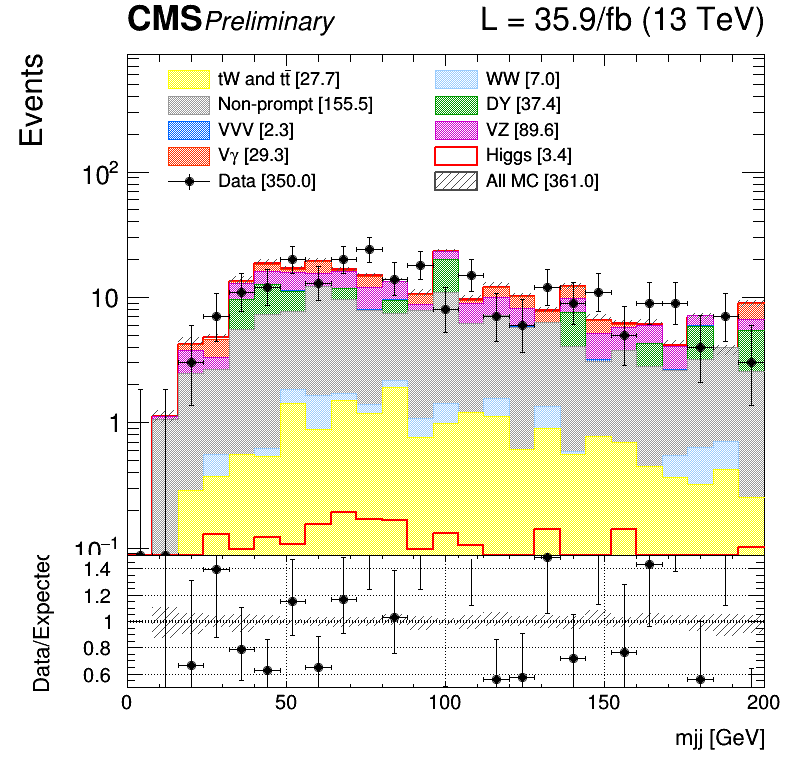 CMS Preliminary L = 35.9/fb (13 TeV)
Events
tW and tt̄ [27.7] WW [7.0]
Non-prompt [155.5] DY [37.4]
VVV [2.3] VZ [89.6]
Vγ [29.3] Higgs [3.4]
Data [350.0] All MC [361.0]
10²
10
1
10⁻¹
Data/Expected
1.4
1.2
1
0.8
0.6
0 50 100 150 200
mjj [GeV]